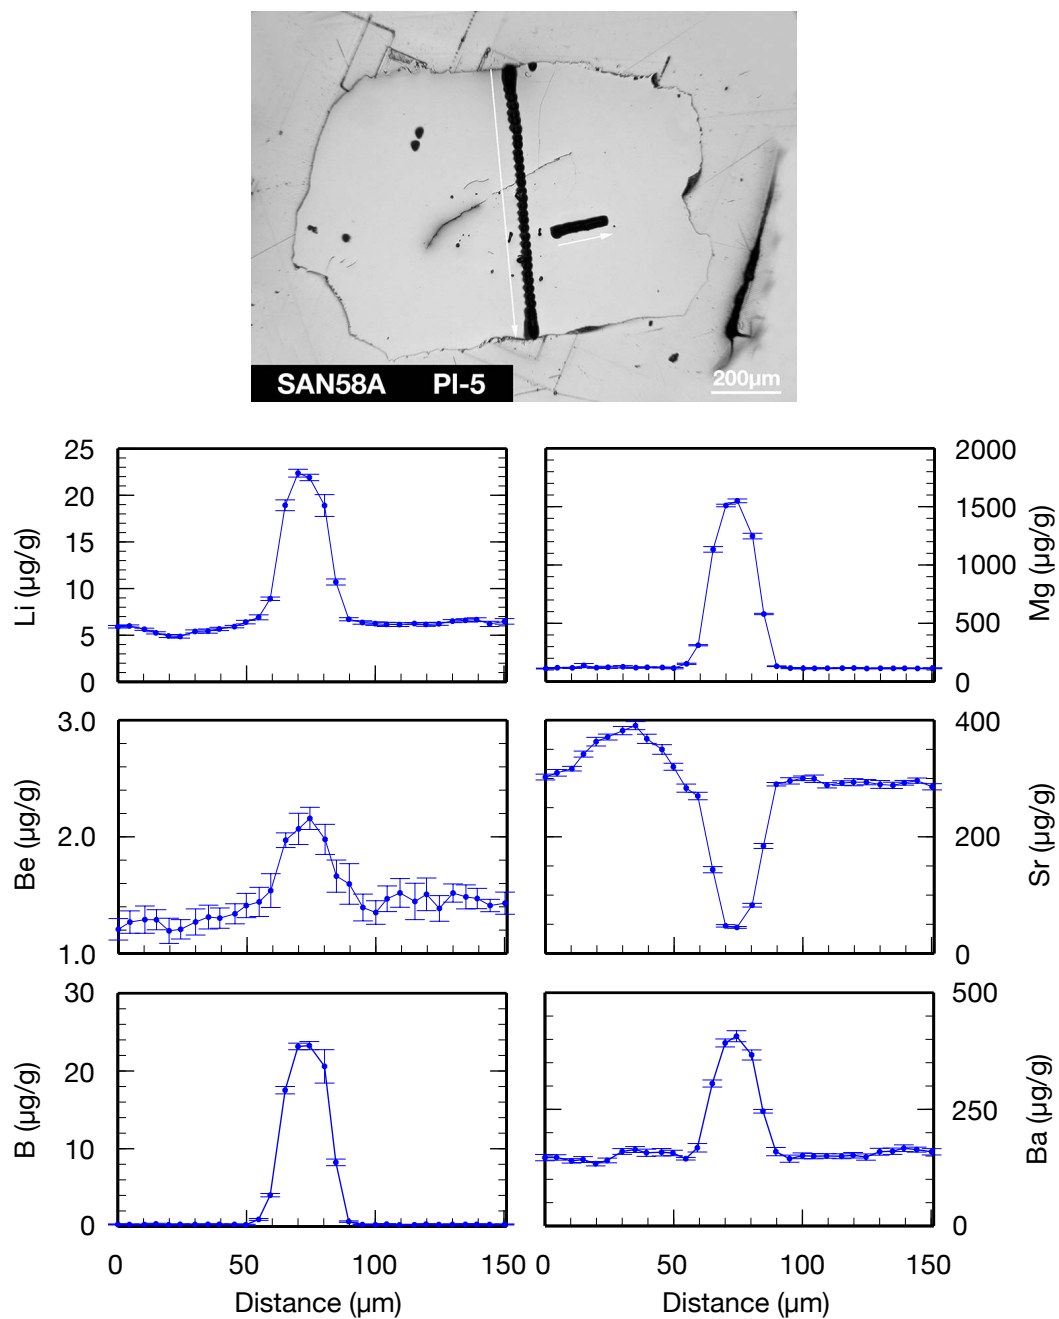 SAN58A PI-5
200µm
25
20
15
10
5
0
Li (µg/g)
2000
1500
1000
500
0
Mg (µg/g)
3.0
2.0
1.0
Be (µg/g)
400
200
0
Sr (µg/g)
30
20
10
0
B (µg/g)
500
250
0
Ba (µg/g)
0 50 100 150
0 50 100 150
Distance (µm)
Distance (µm)